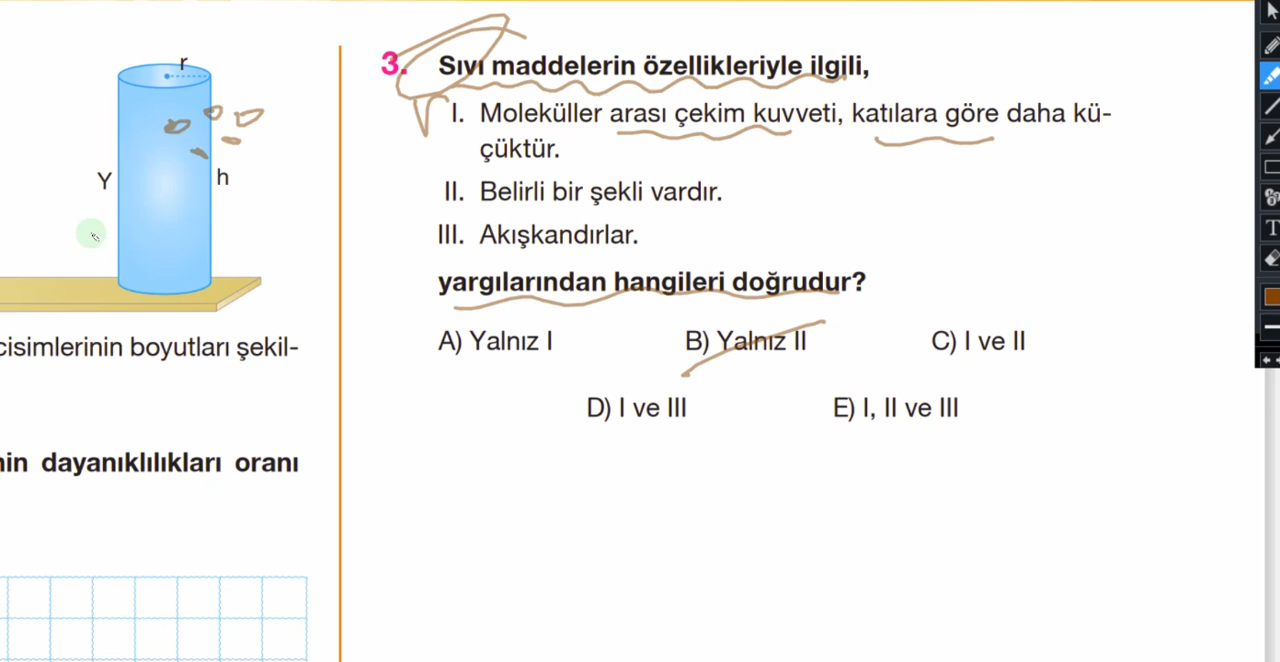 r
Y
h
cisimlerinin boyutları şekil-
dayanıklılıkları oranı
3. Sıvı maddelerin özellikleriyle ilgili,
I. Moleküller arası çekim kuvveti, katılara göre daha kü-
çüktür.
II. Belirli bir şekli vardır.
III. Akışkandırlar.
yargılarından hangileri doğrudur?
A) Yalnız I B) Yalnız II C) I ve II
D) I ve III E) I, II ve III
T